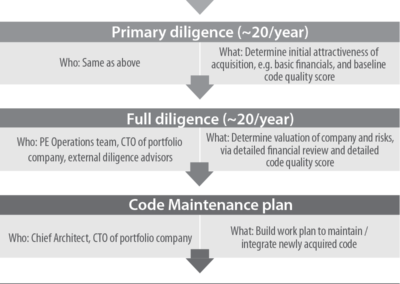 Primary diligence (~20/year)
Who: Same as above
What: Determine initial attractiveness of
acquisition, e.g. basic financials, and baseline
code quality score
Full diligence (~20/year)
Who: PE Operations team, CTO of portfolio
company, external diligence advisors
What: Determine valuation of company and risks,
via detailed financial review and detailed
code quality score
Code Maintenance plan
Who: Chief Architect, CTO of portfolio company
What: Build work plan to maintain /
integrate newly acquired code